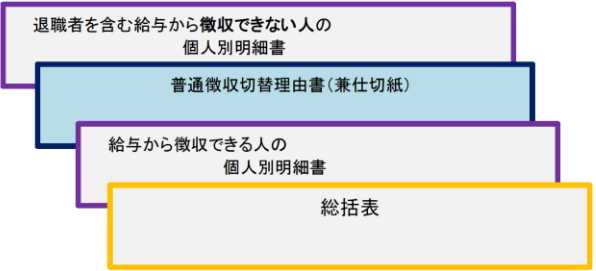 退職者を含む給与から徴収できない人の
個人別明細書
普通徴収切替理由書(兼仕切紙)
給与から徴収できる人の
個人別明細書
総括表